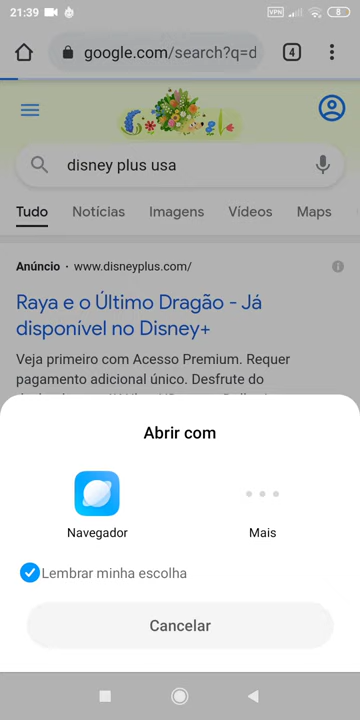 21:39
VPN
8
google.com/search?q=d
4
disney plus usa
Tudo Notícias Imagens Vídeos Maps
Anúncio · www.disneyplus.com/
Raya e o Último Dragão - Já
disponível no Disney+
Veja primeiro com Acesso Premium. Requer
pagamento adicional único. Desfrute do
Abrir com
Navegador Mais
Lembrar minha escolha
Cancelar